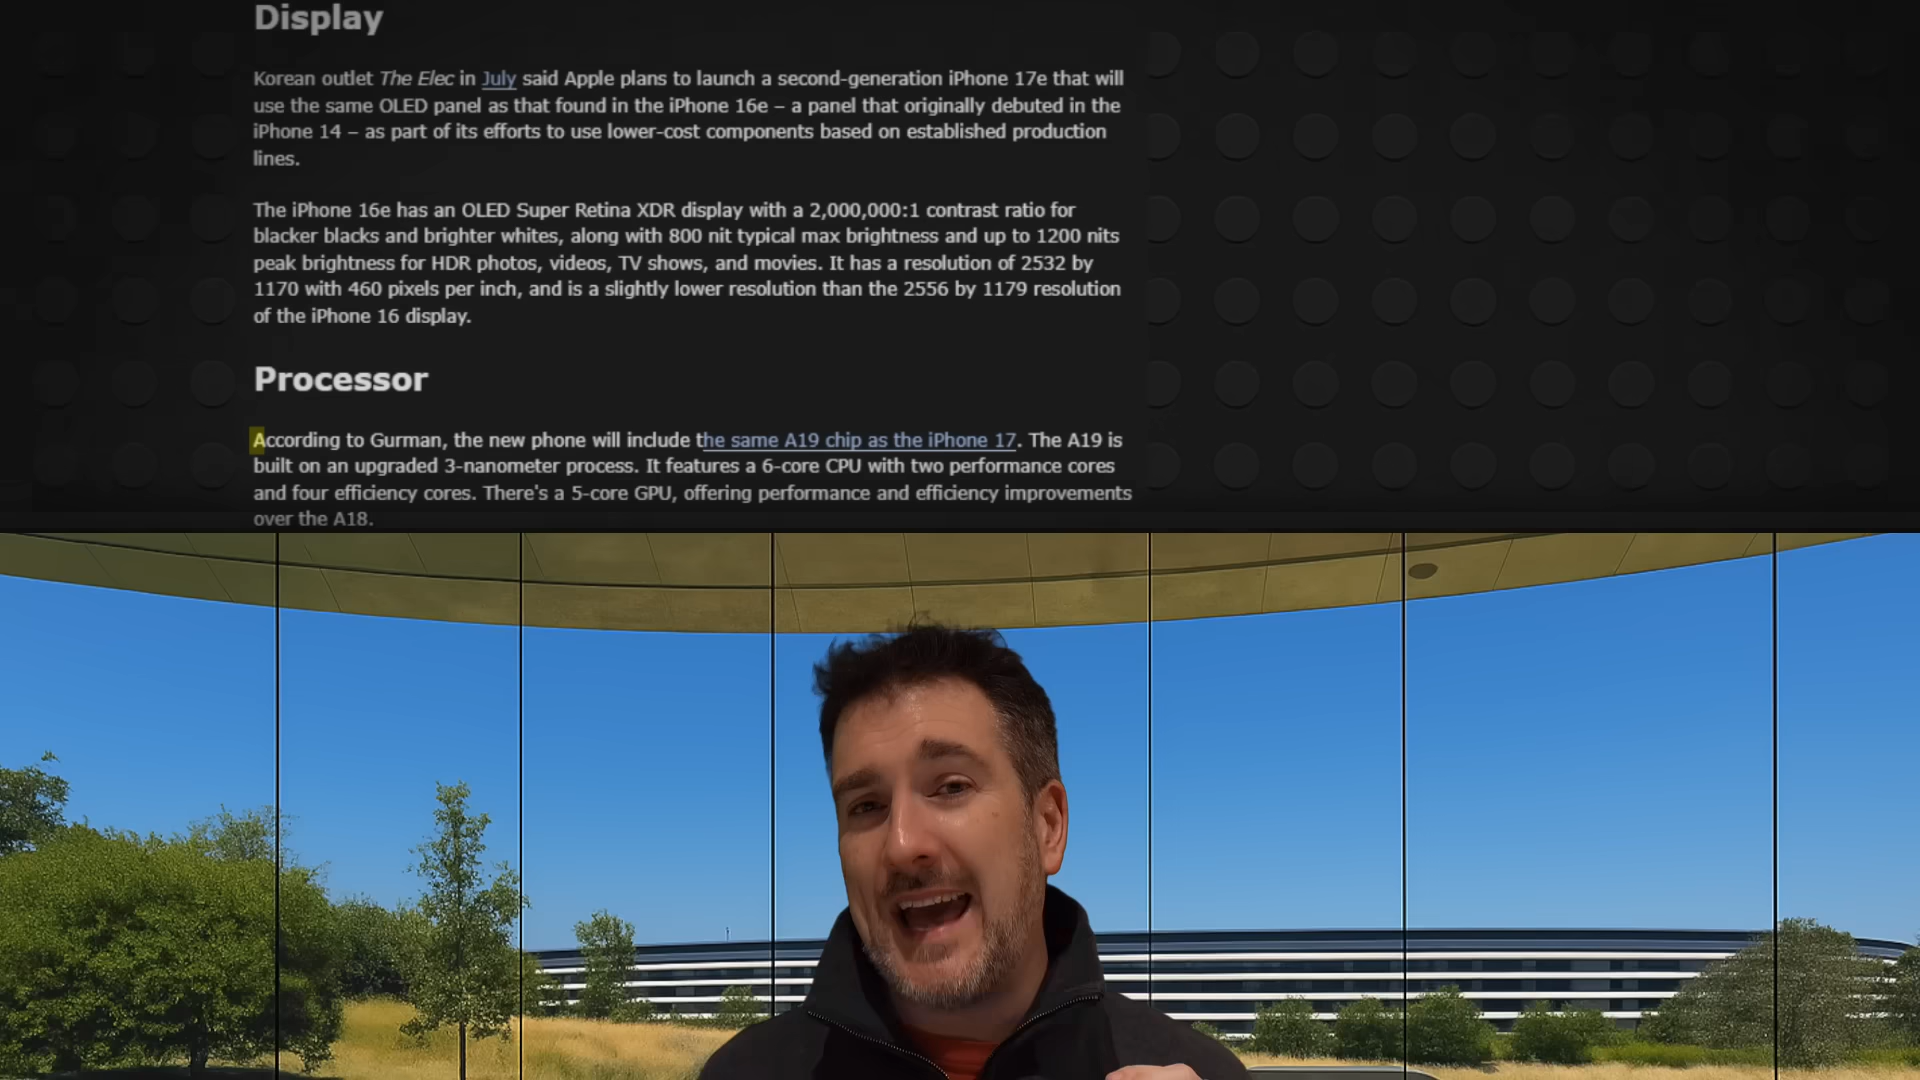 Display
Korean outlet The Elec in July said Apple plans to launch a second-generation iPhone 17e that will
use the same OLED panel as that found in the iPhone 16e – a panel that originally debuted in the
iPhone 14 – as part of its efforts to use lower-cost components based on established production
lines.
The iPhone 16e has an OLED Super Retina XDR display with a 2,000,000:1 contrast ratio for
blacker blacks and brighter whites, along with 800 nit typical max brightness and up to 1200 nits
peak brightness for HDR photos, videos, TV shows, and movies. It has a resolution of 2532 by
1170 with 460 pixels per inch, and is a slightly lower resolution than the 2556 by 1179 resolution
of the iPhone 16 display.
Processor
According to Gurman, the new phone will include the same A19 chip as the iPhone 17. The A19 is
built on an upgraded 3-nanometer process. It features a 6-core CPU with two performance cores
and four efficiency cores. There's a 5-core GPU, offering performance and efficiency improvements
over the A18.